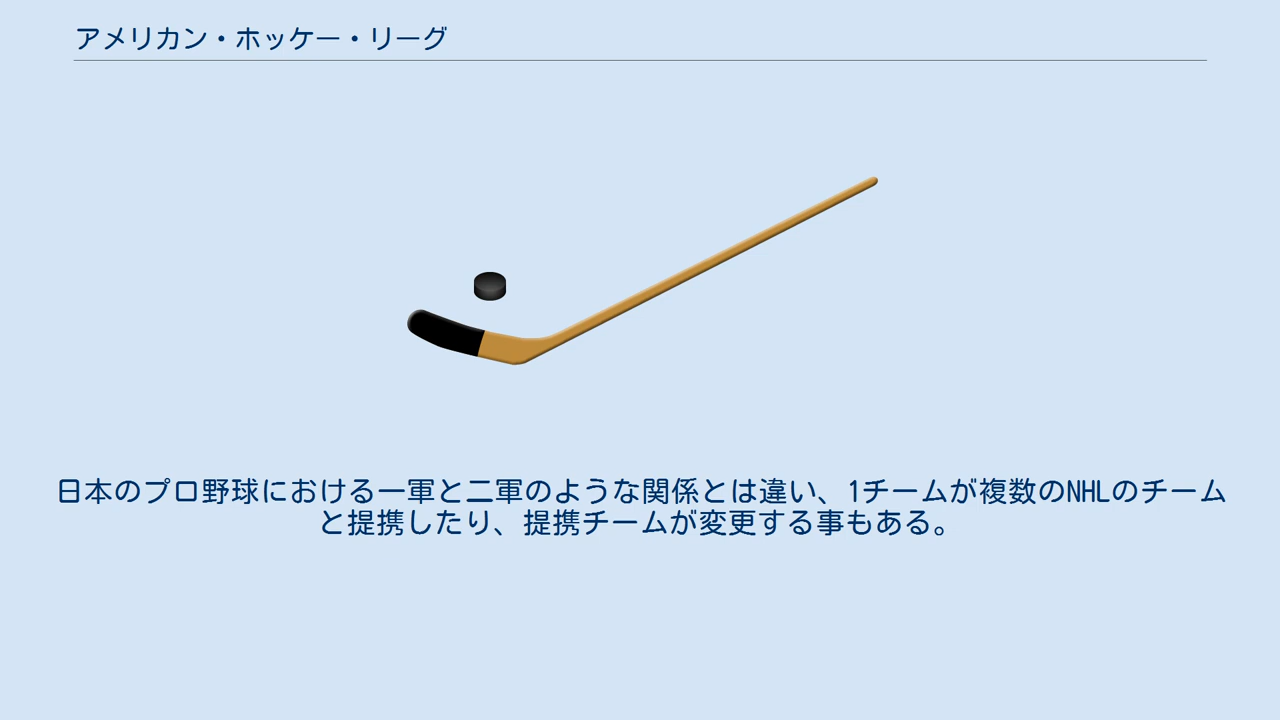 アメリカン・ホッケー・リーグ
日本のプロ野球における一軍と二軍のような関係とは違い、1チームが複数のNHLのチーム
と提携したり、提携チームが変更する事もある。